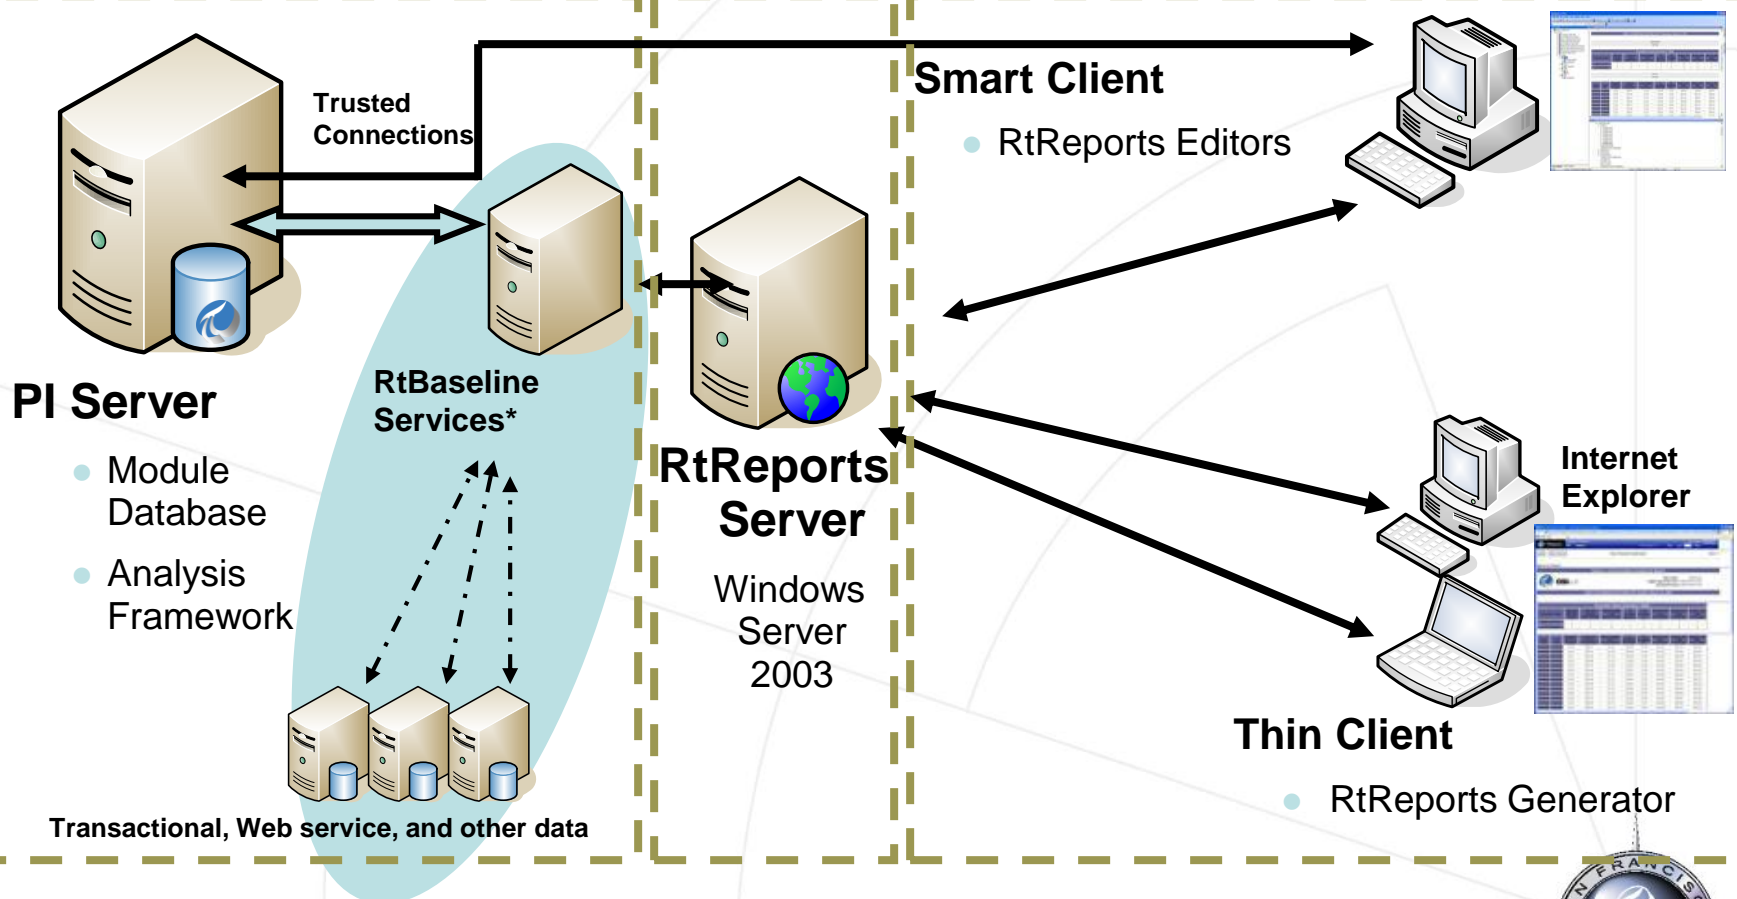 Trusted
Connections
Smart Client
RtReports Editors
PI Server
Module
Database
Analysis
Framework
RtBaseline
Services*
Transactional, Web service, and other data
RtReports
Server
Windows
Server
2003
Internet
Explorer
Thin Client
RtReports Generator
N FRANCIS